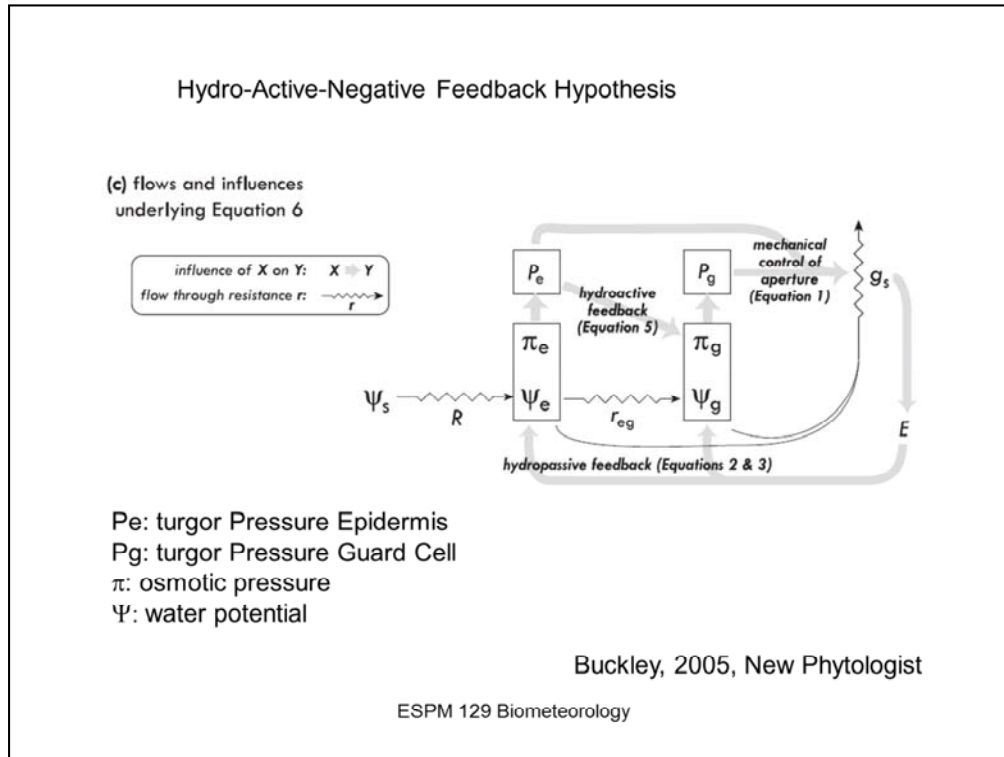 Hydro-Active-Negative Feedback Hypothesis
(c) flows and influences
underlying Equation 6
influence of X on Y: X Y
flow through resistance r:
r
Pe
Pg
mechanical
control of
aperture
(Equation 1)
gs
hydroactive
feedback
(Equation 5)
πe
πg
Ψs
R
Ψe
reg
Ψg
E
hydropassive feedback (Equations 2 & 3)
Pe: turgor Pressure Epidermis
Pg: turgor Pressure Guard Cell
π: osmotic pressure
Ψ: water potential
Buckley, 2005, New Phytologist
ESPM 129 Biometeorology